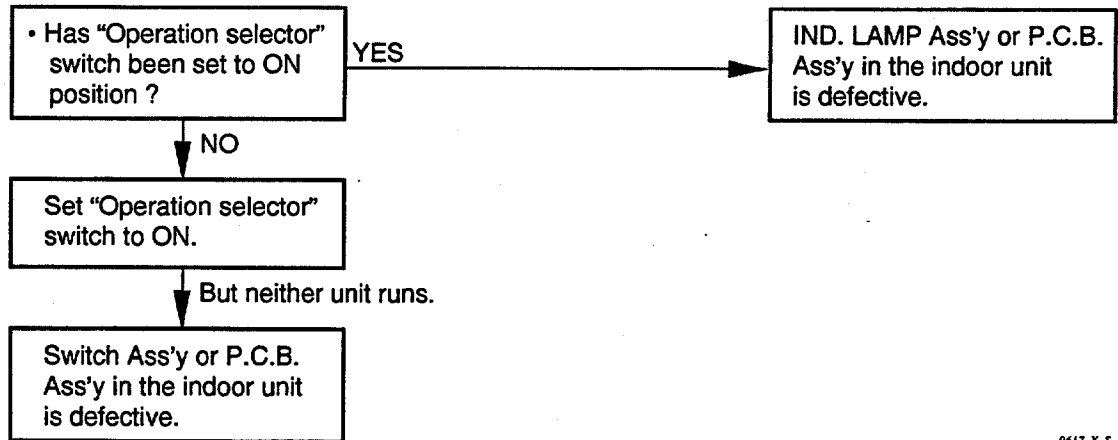 • Has “Operation selector”
switch been set to ON
position ?
YES
IND. LAMP Ass'y or P.C.B.
Ass'y in the indoor unit
is defective.
NO
Set “Operation selector”
switch to ON.
But neither unit runs.
Switch Ass'y or P.C.B.
Ass'y in the indoor unit
is defective.